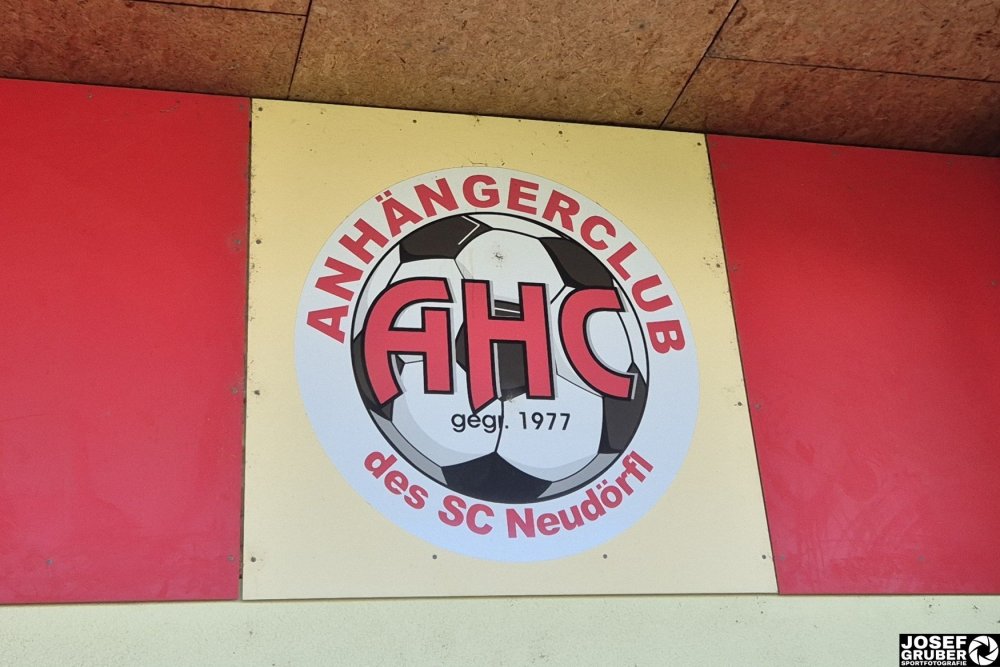 ANHÄNGERCLUB
AHC
gegr. 1977
des SC Neudörfl
JOSEF
GRUBER
SPORTFOTOGRAFIE